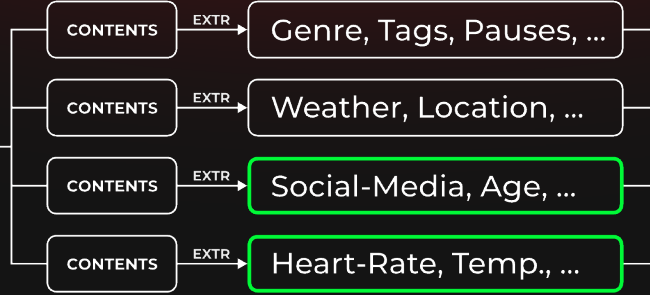 CONTENTS EXTR Genre, Tags, Pauses, ...
CONTENTS EXTR Weather, Location, ...
CONTENTS EXTR Social-Media, Age, ...
CONTENTS EXTR Heart-Rate, Temp., ...